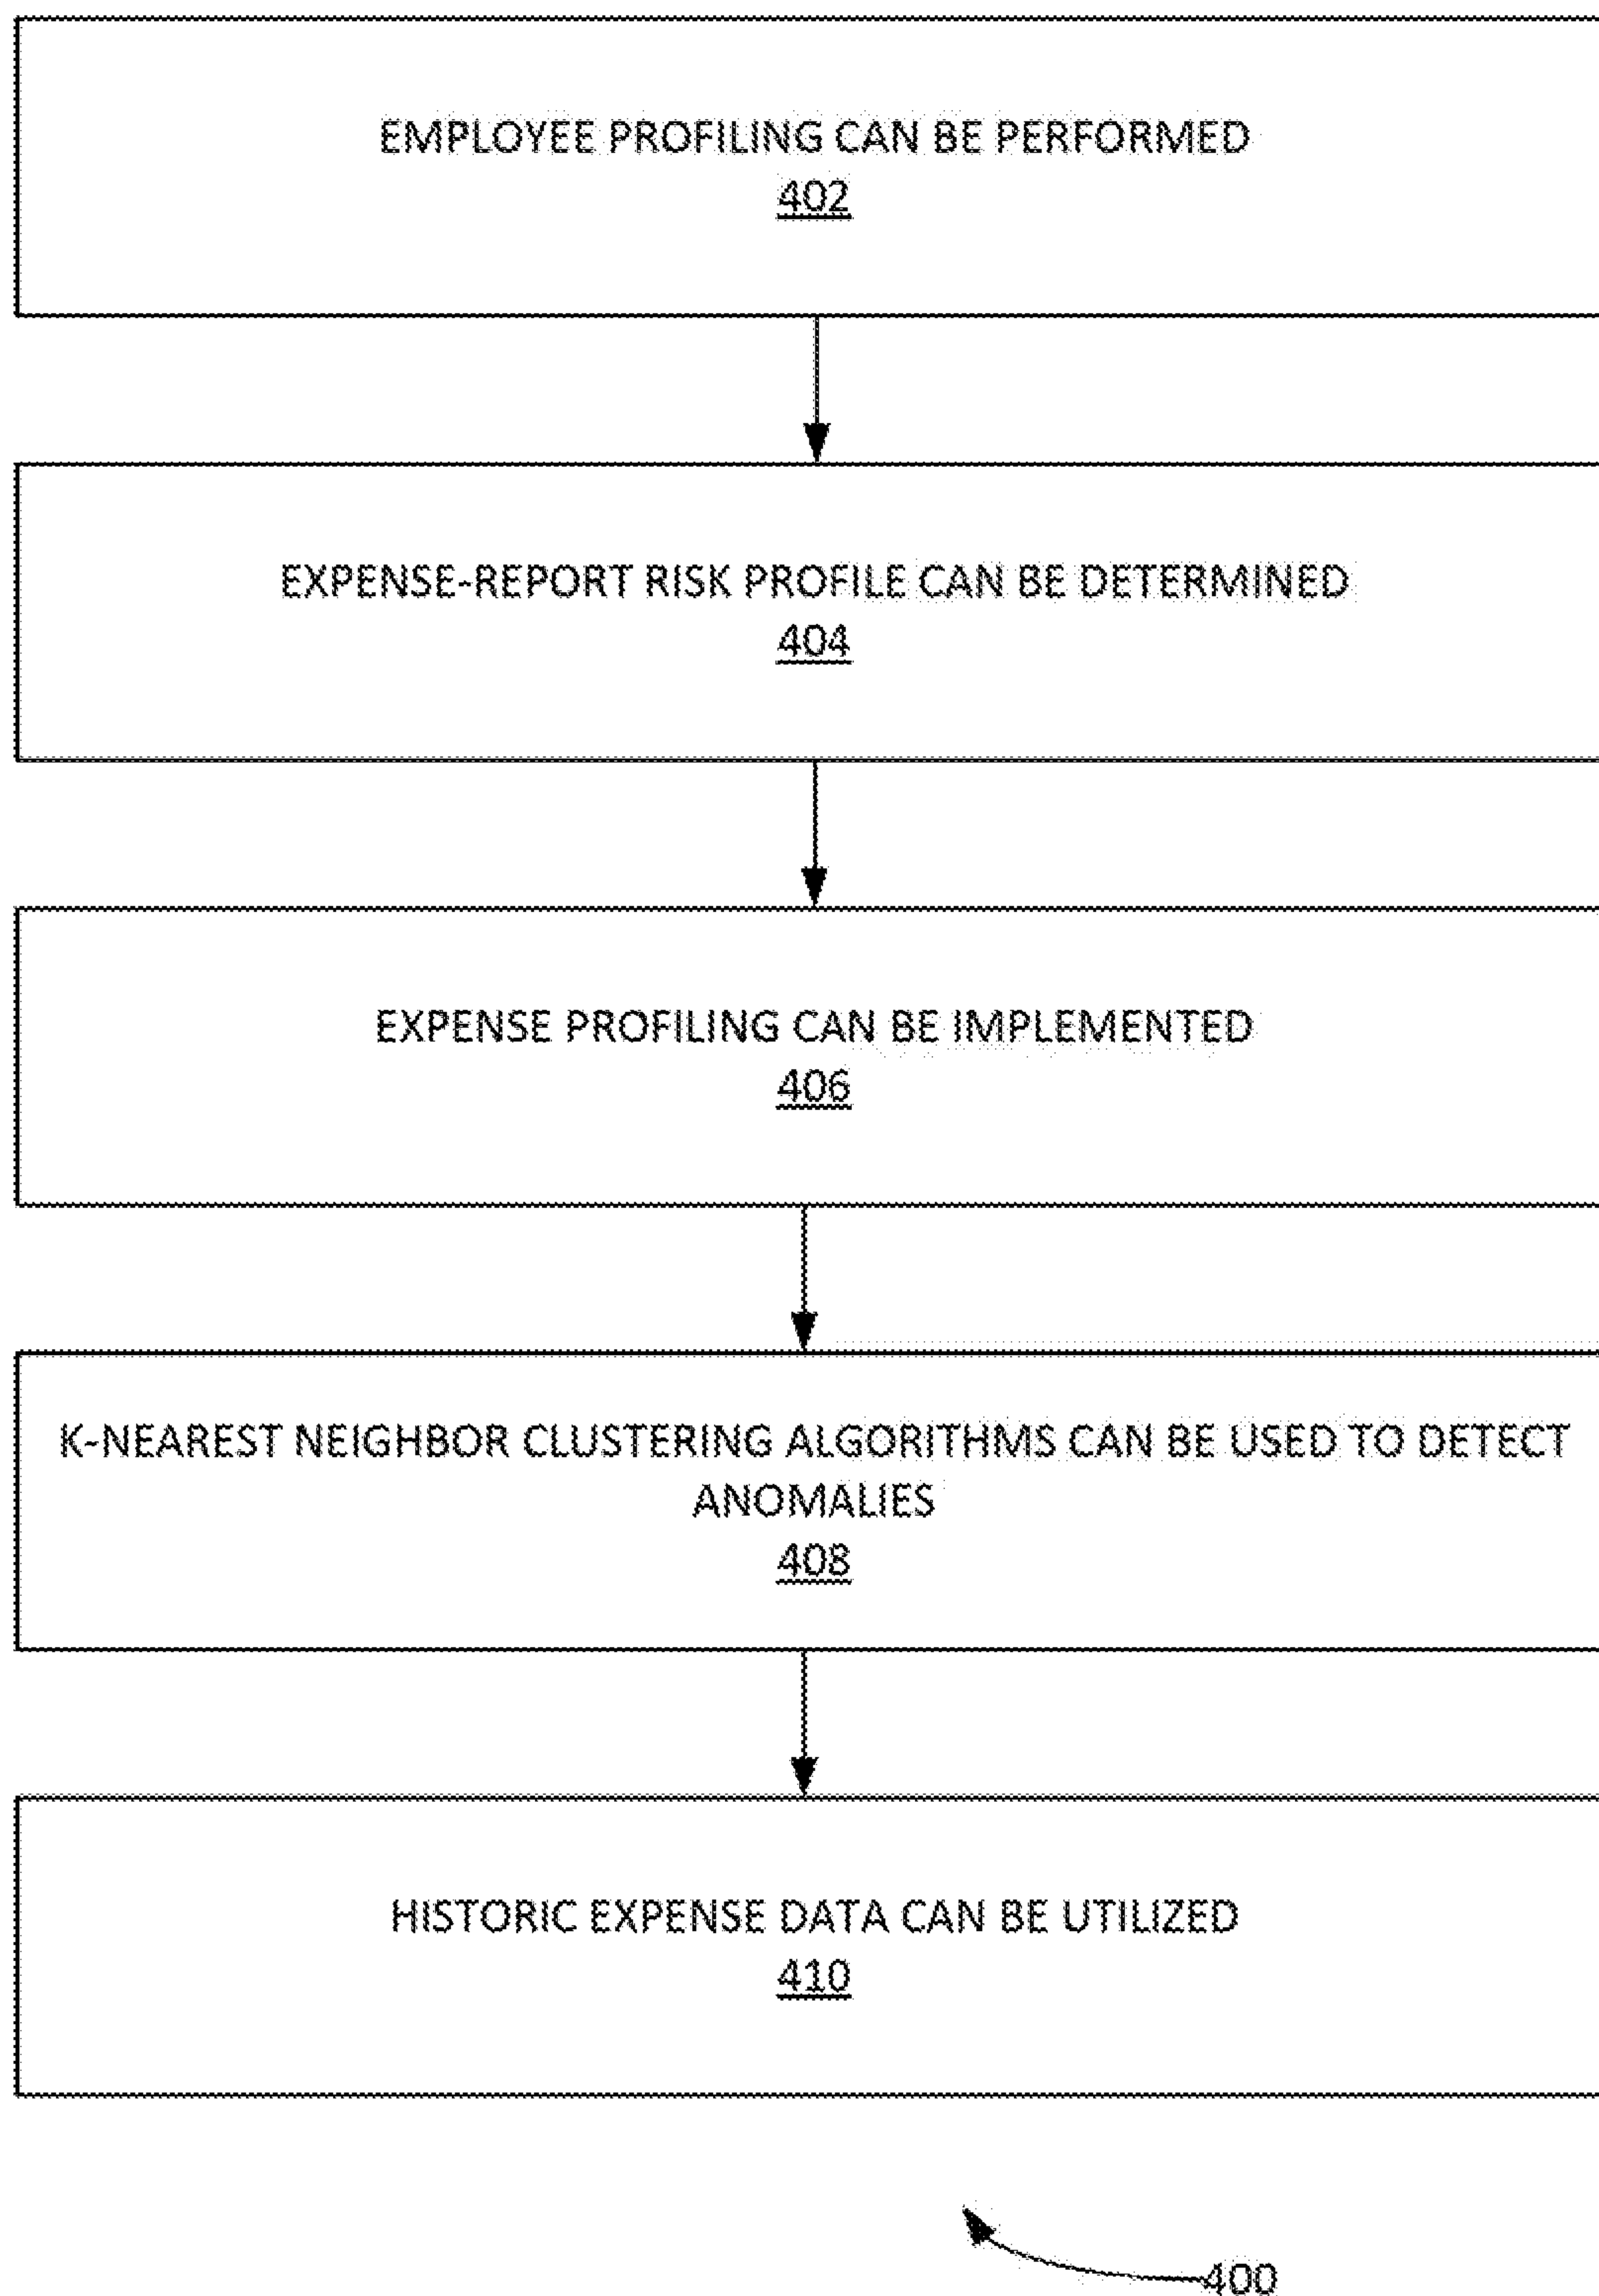 EMPLOYEE PROFILING CAN BE PERFORMED
402
EXPENSE-REPORT RISK PROFILE CAN BE DETERMINED
404
EXPENSE PROFILING CAN BE IMPLEMENTED
406
K-NEAREST NEIGHBOR CLUSTERING ALGORITHMS CAN BE USED TO DETECT
ANOMALIES
408
HISTORIC EXPENSE DATA CAN BE UTILIZED
410
400